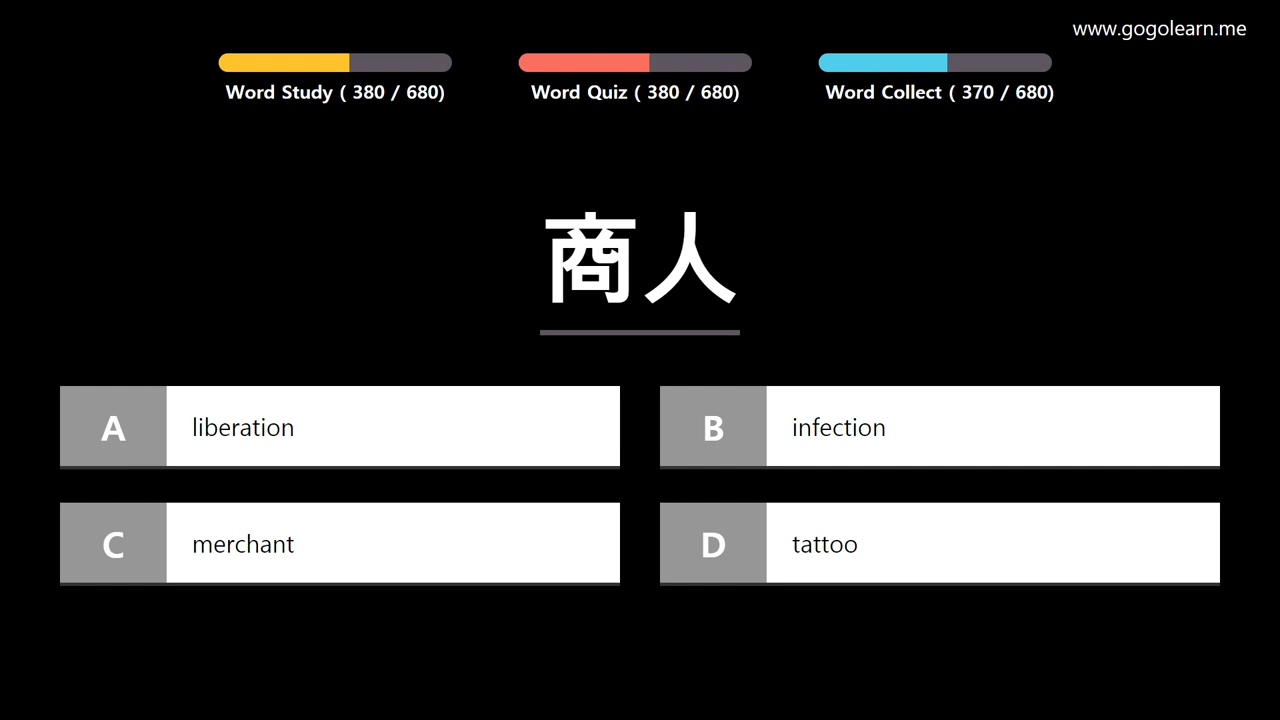 www.gogolearn.me
Word Study ( 380 / 680)
Word Quiz ( 380 / 680)
Word Collect ( 370 / 680)
商人
A liberation
B infection
C merchant
D tattoo